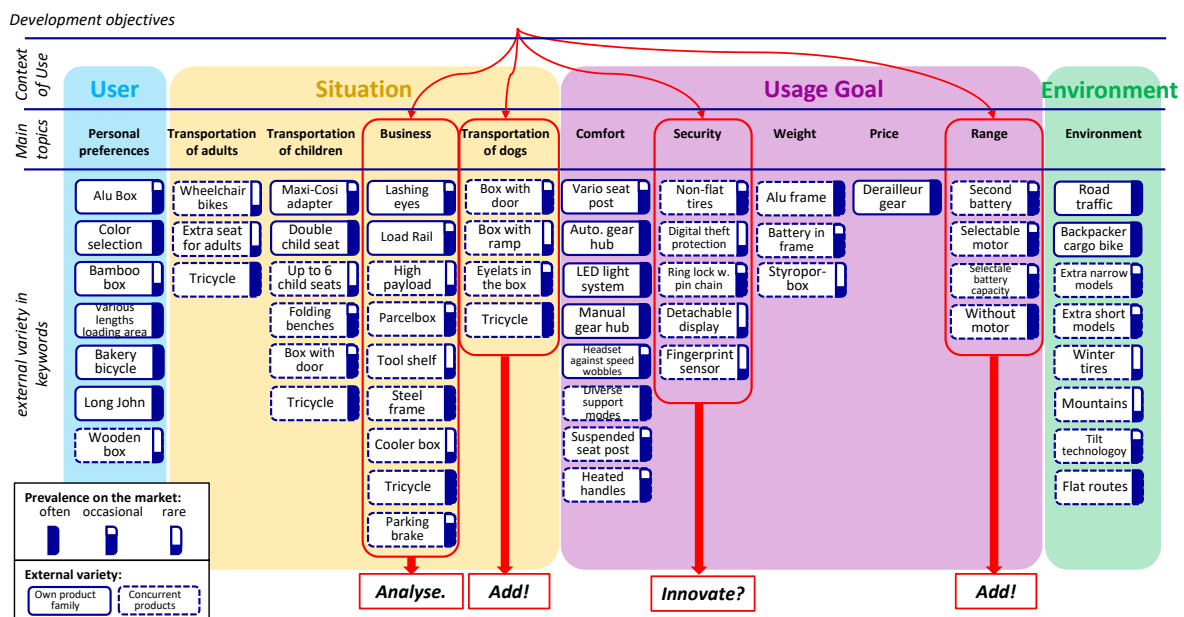 Development objectives
Context
of Use
User
Situation
Usage Goal
Environment
Main
topics
Personal
preferences
Transportation
of adults
Transportation
of children
Business
Transportation
of dogs
Comfort
Security
Weight
Price
Range
Environment
external variety in
keywords
Alu Box
Color
selection
Bamboo
box
Various
lengths
loading area
Bakery
bicycle
Long John
Wooden
box
Wheelchair
bikes
Extra seat
for adults
Tricycle
Maxi-Cosi
adapter
Double
child seat
Up to 6
child seats
Folding
benches
Box with
door
Tricycle
Lashing
eyes
Load Rail
High
payload
Parcelbox
Tool shelf
Steel
frame
Cooler box
Tricycle
Parking
brake
Box with
door
Box with
ramp
Eyelats in
the box
Tricycle
Vario seat
post
Auto. gear
hub
LED light
system
Manual
gear hub
Headset
against speed
wobbles
Diverse
support
modes
Suspended
seat post
Heated
handles
Non-flat
tires
Digital theft
protection
Ring lock w.
pin chain
Detachable
display
Fingerprint
sensor
Alu frame
Battery in
frame
Styropor-
box
Derailleur
gear
Second
battery
Selectable
motor
Selectale
battery
capacity
Without
motor
Road
traffic
Backpacker
cargo bike
Extra narrow
models
Extra short
models
Winter
tires
Mountains
Tilt
technologoy
Flat routes
Prevalence on the market:
often
occasional
rare
External variety:
Own product
family
Concurrent
products
Analyse.
Add!
Innovate?
Add!